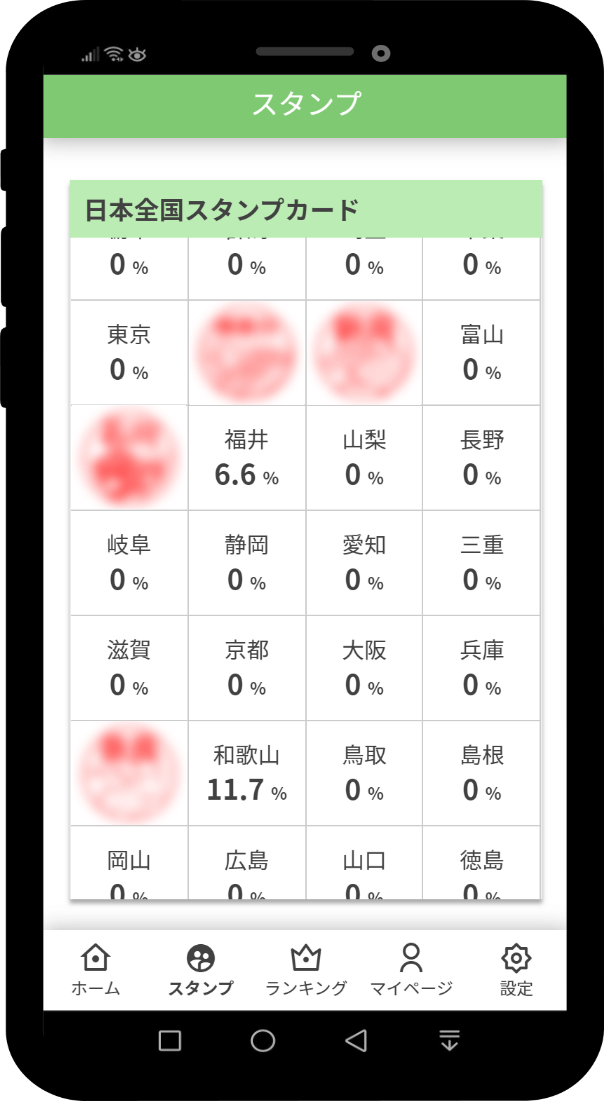 スタンプ
日本全国スタンプカード
0 % 0 % 0 % 0 %
東京 富山
0 % 0 %
福井 山梨 長野
6.6 % 0 % 0 %
岐阜 静岡 愛知 三重
0 % 0 % 0 % 0 %
滋賀 京都 大阪 兵庫
0 % 0 % 0 % 0 %
和歌山 鳥取 島根
11.7 % 0 % 0 %
岡山 広島 山口 徳島
0 % 0 % 0 % 0 %
ホーム スタンプ ランキング マイページ 設定